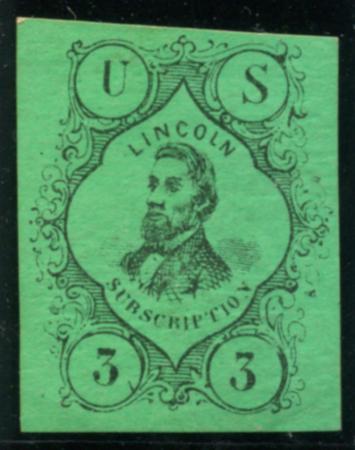 U S
LINCOLN
SUBSCRIPTION
3 3